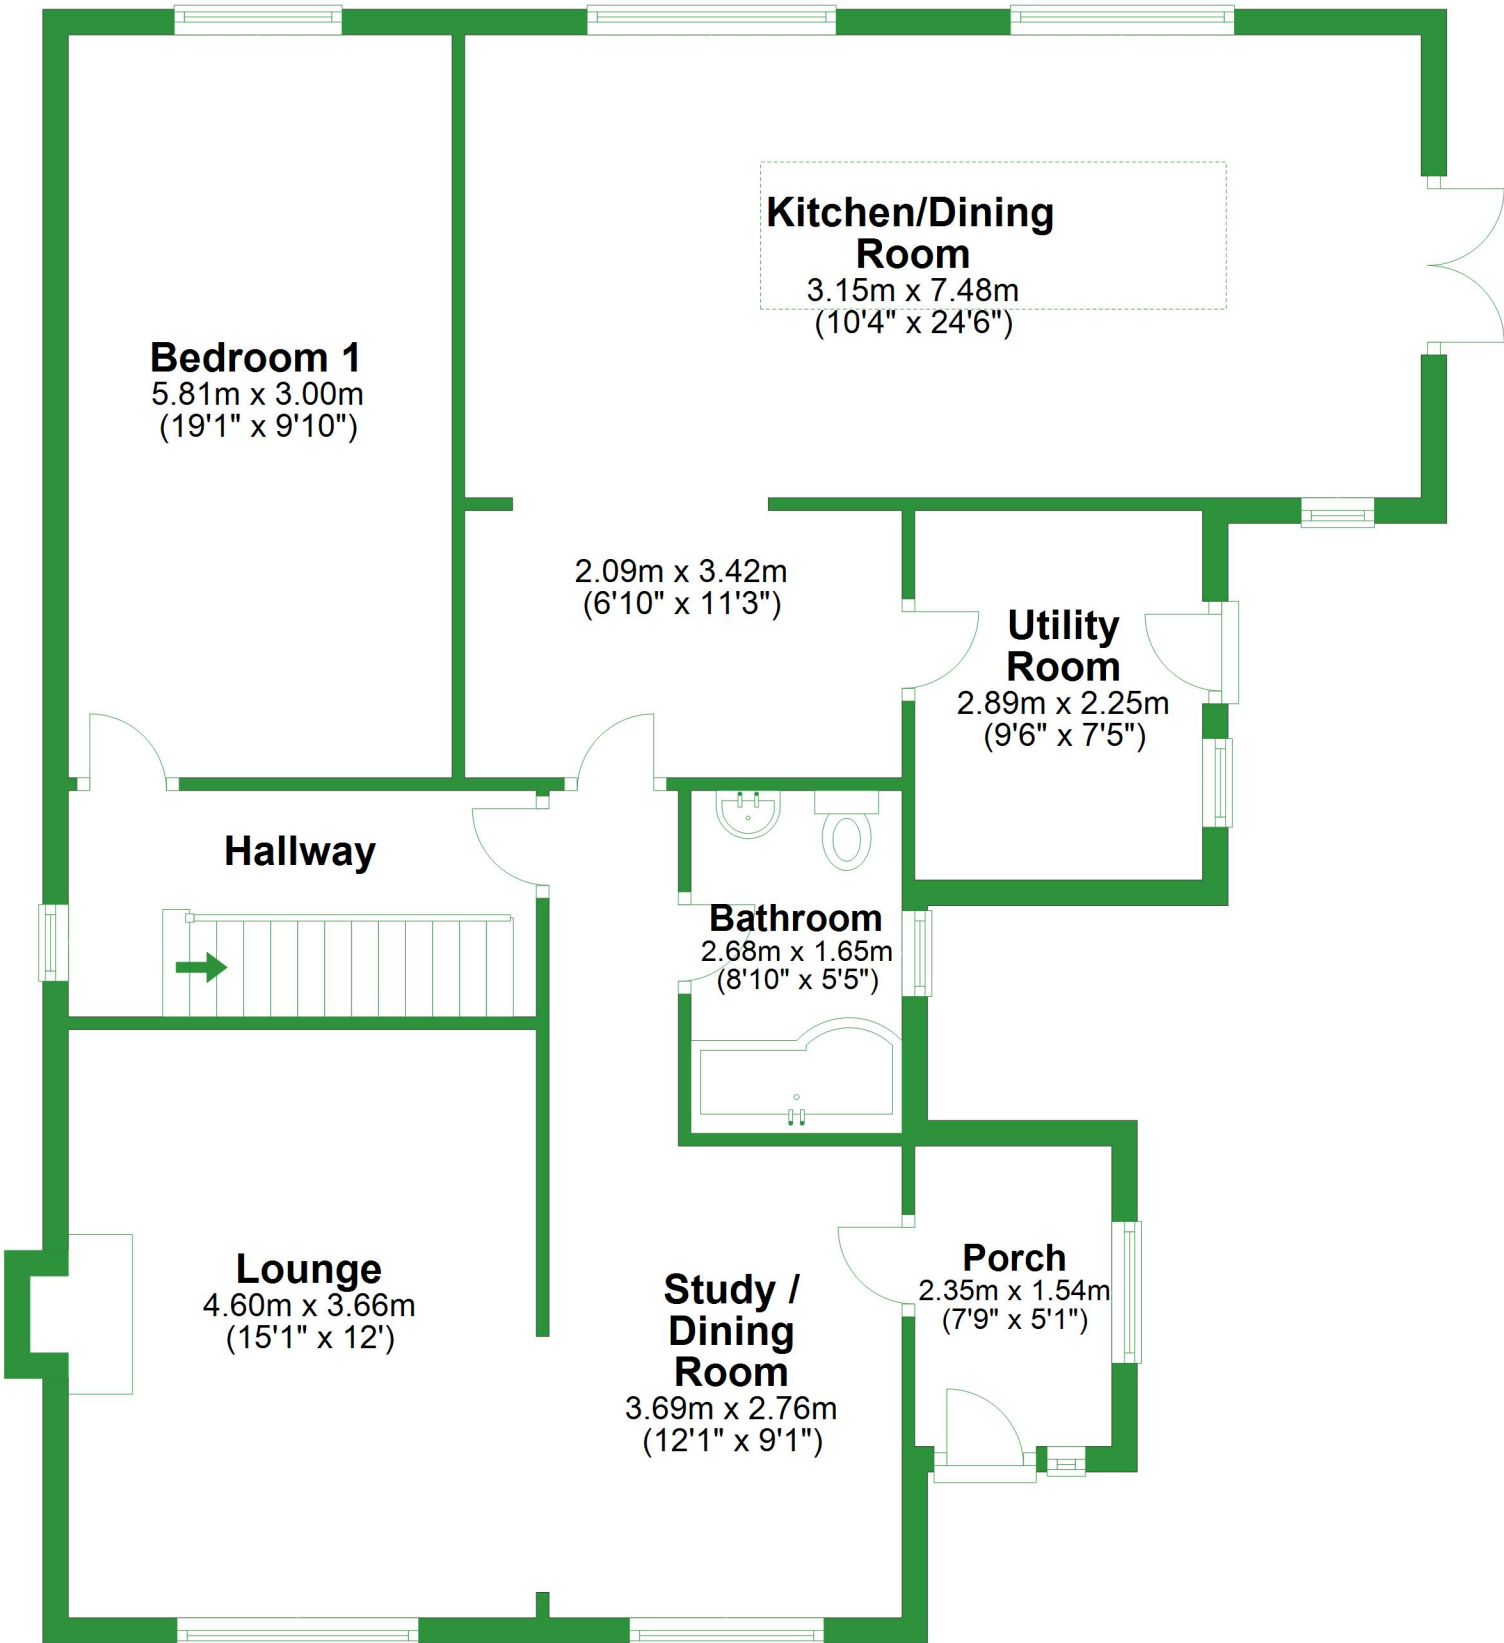 Kitchen/Dining
Room
3.15m x 7.48m
(10'4" x 24'6")
Bedroom 1
5.81m x 3.00m
(19'1" x 9'10")
2.09m x 3.42m
(6'10" x 11'3")
Utility
Room
2.89m x 2.25m
(9'6" x 7'5")
Hallway
Bathroom
2.68m x 1.65m
(8'10" x 5'5")
Lounge
4.60m x 3.66m
(15'1" x 12')
Study /
Dining
Room
3.69m x 2.76m
(12'1" x 9'1")
Porch
2.35m x 1.54m
(7'9" x 5'1")